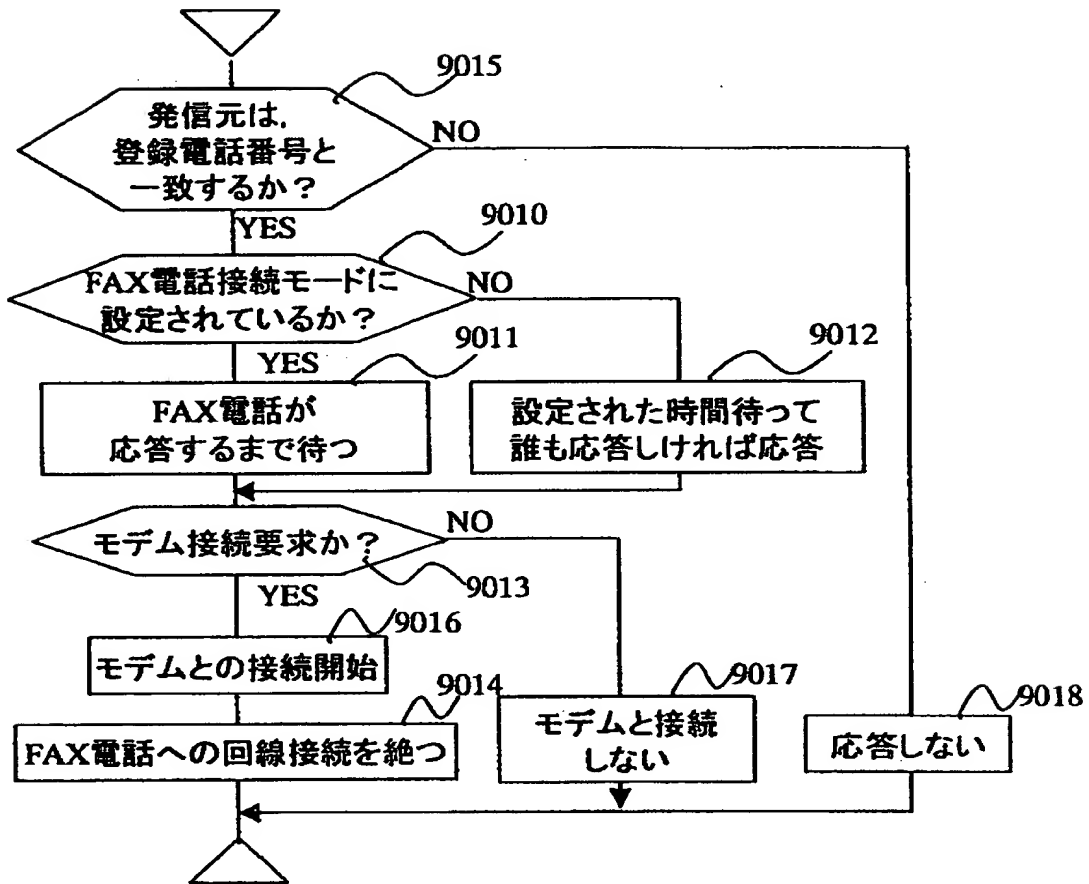 9015
発信元は,
登録電話番号と
一致するか?
NO
YES
9010
FAX電話接続モードに
設定されているか?
NO
YES
9011
9012
FAX電話が
応答するまで待つ
設定された時間待って
誰も応答しければ応答
モデム接続要求か?
NO
9013
YES
9016
モデムとの接続開始
9014
FAX電話への回線接続を絶つ
9017
モデムと接続
しない
9018
応答しない